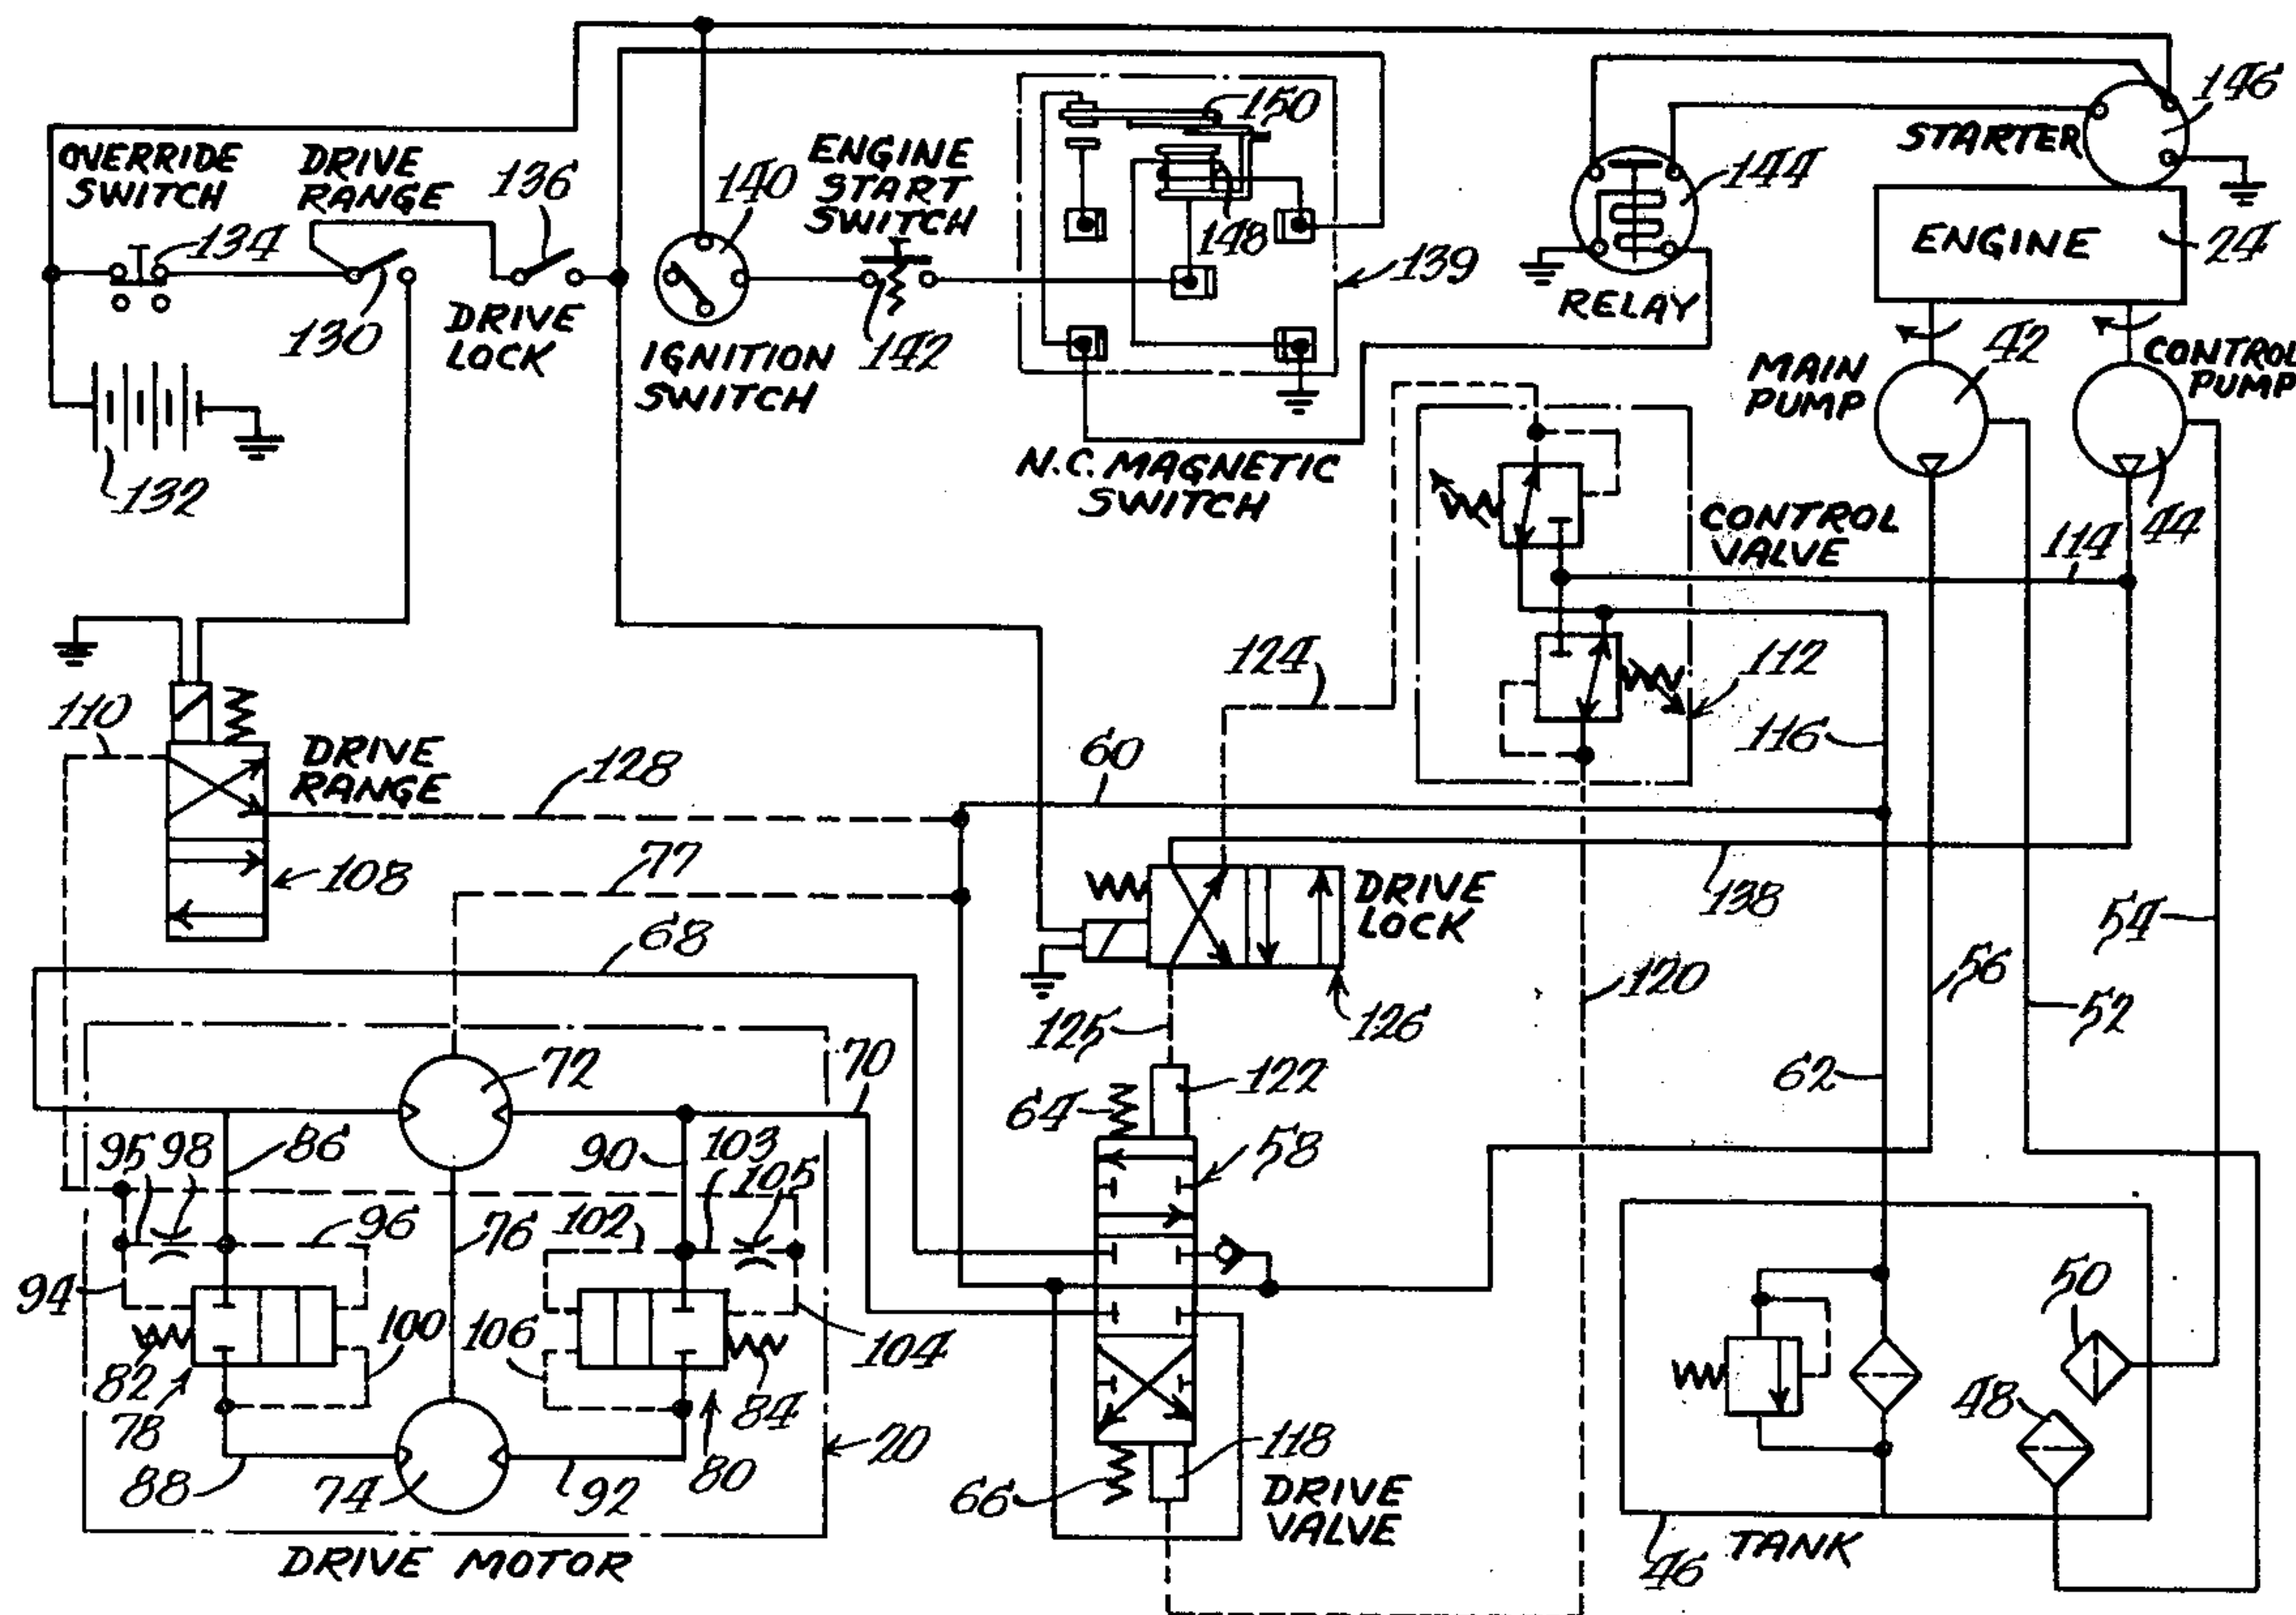 146
150
STARTER
OVERRIDE
SWITCH
DRIVE
RANGE
136
140
ENGINE
START
SWITCH
144
134
148
139
ENGINE
24
130
DRIVE
LOCK
IGNITION
SWITCH
142
RELAY
MAIN
PUMP
42
CONTROL
PUMP
132
N.C. MAGNETIC
SWITCH
CONTROL
VALVE
114
44
124
112
110
DRIVE
RANGE
128
60
116
108
77
68
DRIVE
LOCK
138
54
126
120
56
52
125
72
70
122
62
64
95
98
86
90
103
105
58
96
102
76
94
50
82
100
106
104
78
84
48
88
74
92
80
20
66
118
DRIVE
VALVE
DRIVE MOTOR
46
TANK